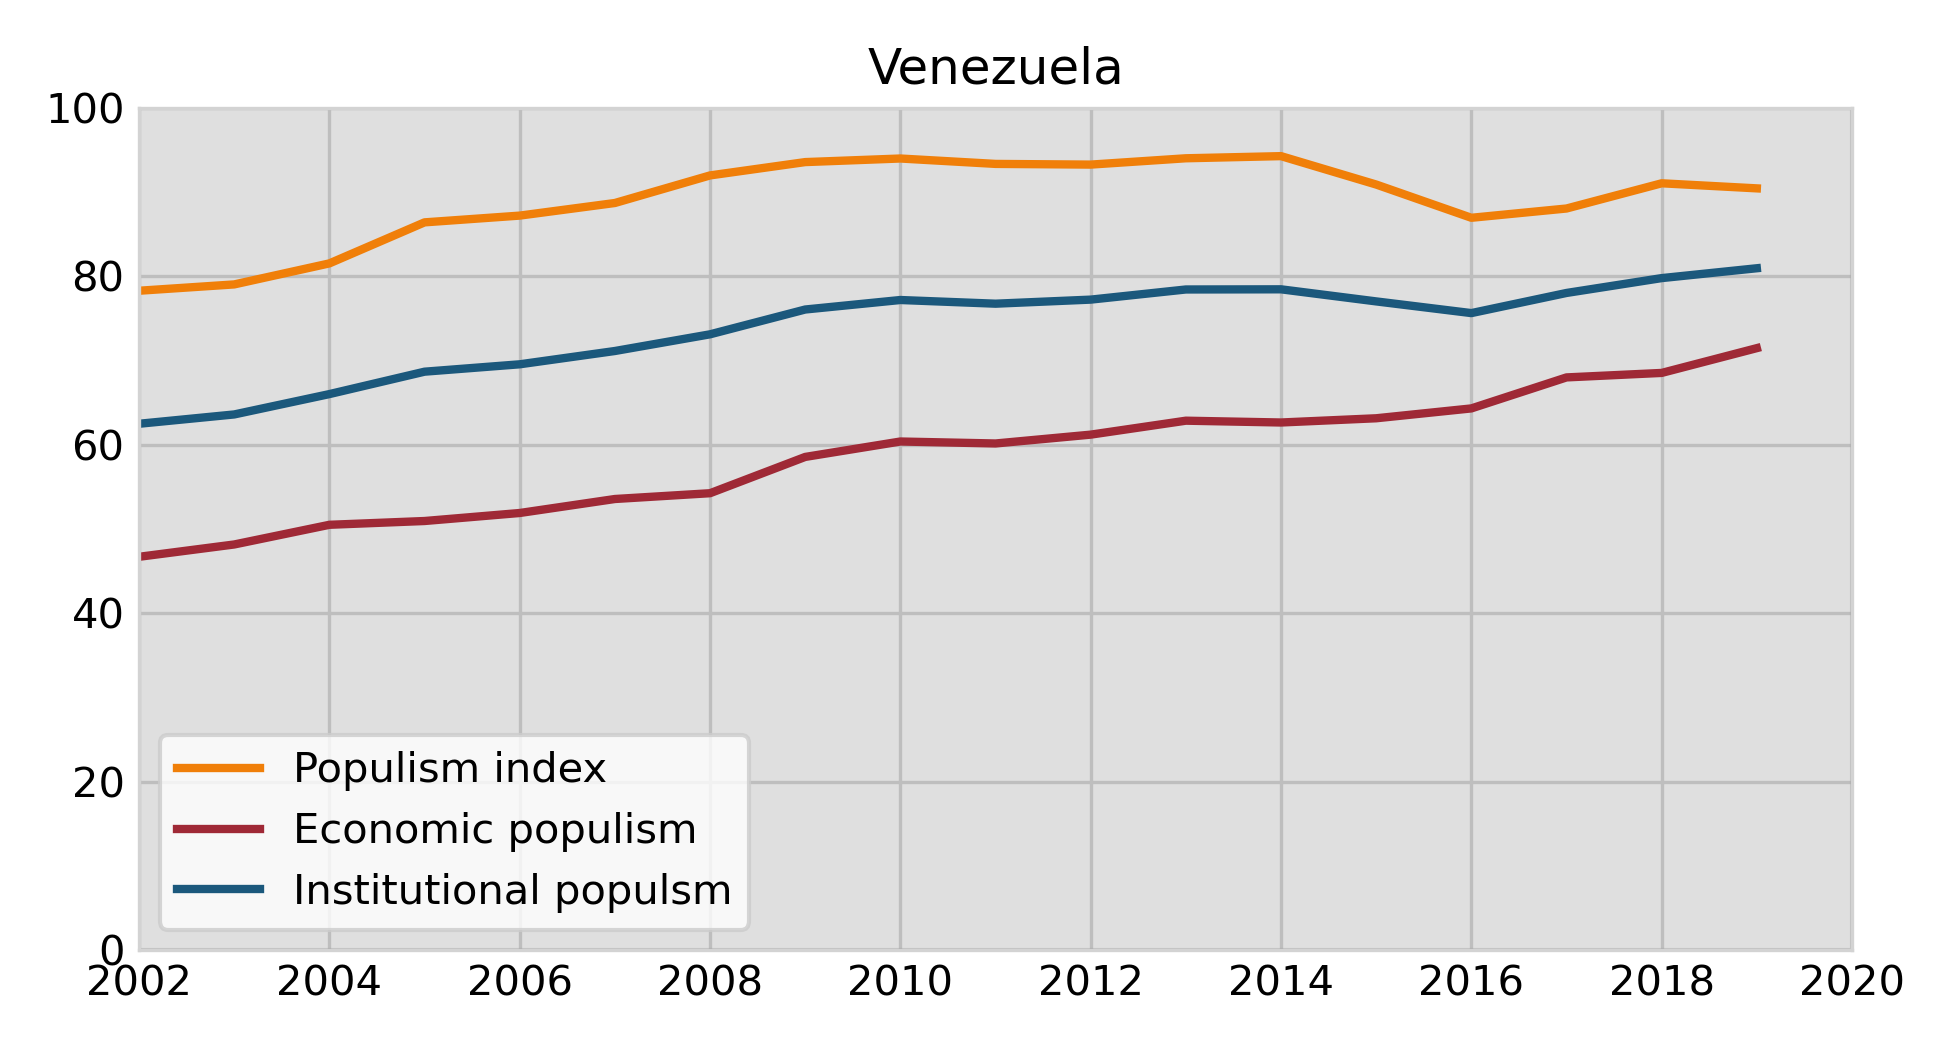 Venezuela
100
80
60
40
20
0
Populism index
Economic populism
Institutional populsm
2002 2004 2006 2008 2010 2012 2014 2016 2018 2020